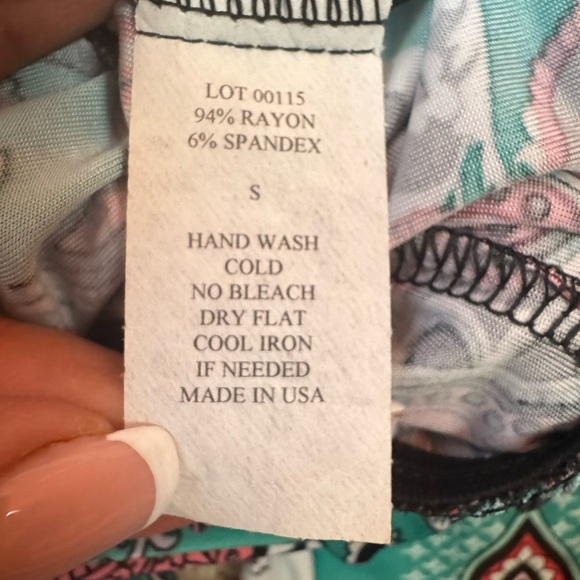 LOT 00115
94% RAYON
6% SPANDEX
S
HAND WASH
COLD
NO BLEACH
DRY FLAT
COOL IRON
IF NEEDED
MADE IN USA